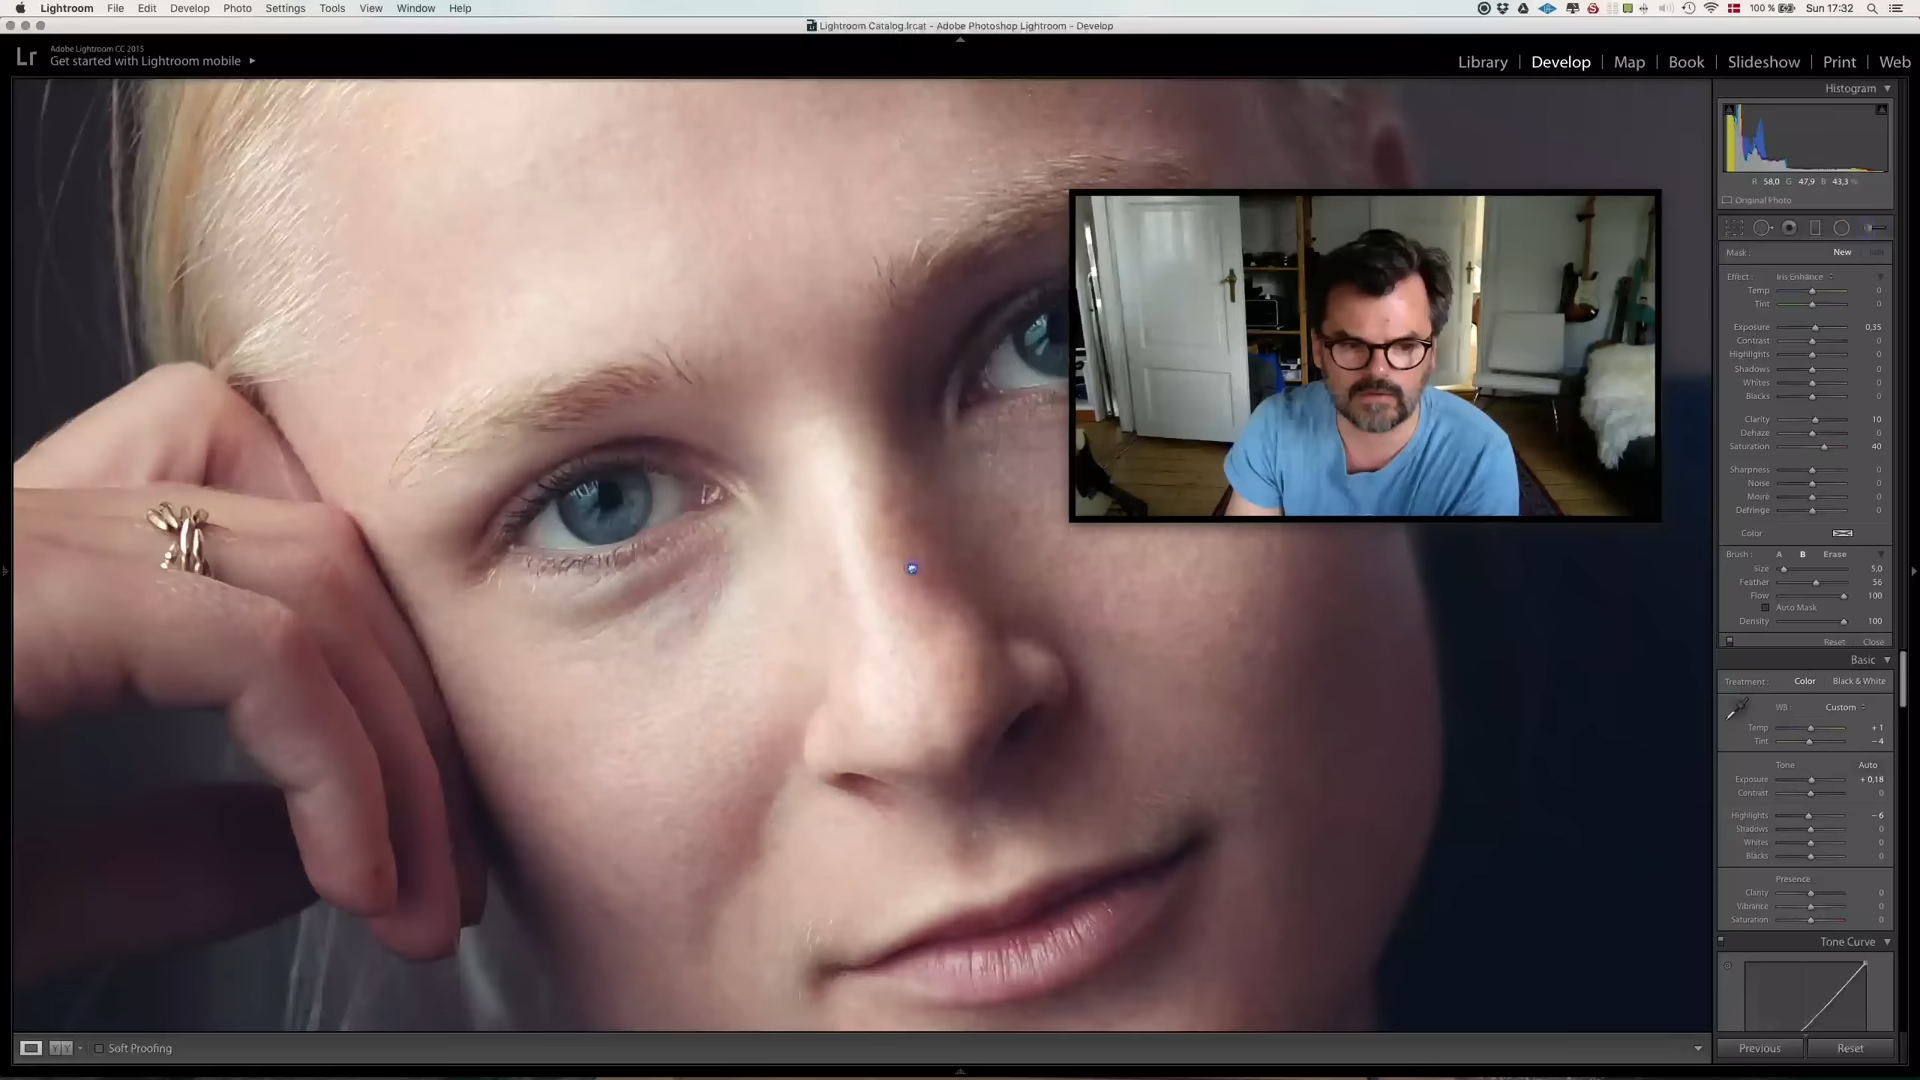 Lightroom File Edit Develop Photo Settings Tools View Window Help
100 % Sun 17:32
Lightroom Catalog.lrcat - Adobe Photoshop Lightroom - Develop
Lr
Adobe Lightroom CC 2015
Get started with Lightroom mobile
Library | Develop | Map | Book | Slideshow | Print | Web
Histogram
R 58,0 G 47,9 B 43,3 %
Original Photo
Mask : New
Effect : Iris Enhance
Temp 0
Tint 0
Exposure 0,35
Contrast 0
Highlights 0
Shadows 0
Whites 0
Blacks 0
Clarity 10
Dehaze 0
Saturation 40
Sharpness 0
Noise 0
Moiré 0
Defringe 0
Color
Brush : A B Erase
Size 5,0
Feather 56
Flow 100
Auto Mask
Density 100
Reset Close
Basic
Treatment : Color Black & White
WB : Custom
Temp + 1
Tint − 4
Tone Auto
Exposure + 0,18
Contrast 0
Highlights − 6
Shadows 0
Whites 0
Blacks 0
Presence
Clarity 0
Vibrance 0
Saturation 0
Tone Curve
Soft Proofing
Previous Reset